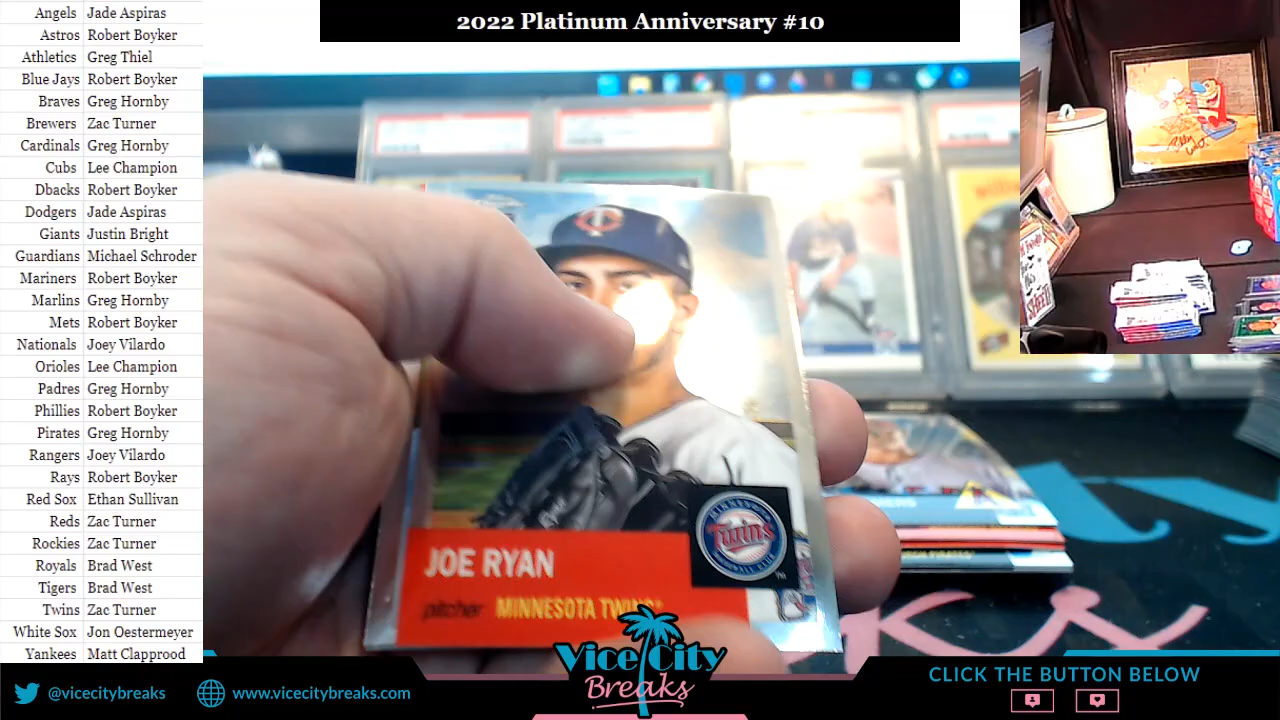 2022 Platinum Anniversary #10
Angels Jade Aspiras
Astros Robert Boyker
Athletics Greg Thiel
Blue Jays Robert Boyker
Braves Greg Hornby
Brewers Zac Turner
Cardinals Greg Hornby
Cubs Lee Champion
Dbacks Robert Boyker
Dodgers Jade Aspiras
Giants Justin Bright
Guardians Michael Schroder
Mariners Robert Boyker
Marlins Greg Hornby
Mets Robert Boyker
Nationals Joey Vilardo
Orioles Lee Champion
Padres Greg Hornby
Phillies Robert Boyker
Pirates Greg Hornby
Rangers Joey Vilardo
Rays Robert Boyker
Red Sox Ethan Sullivan
Reds Zac Turner
Rockies Zac Turner
Royals Brad West
Tigers Brad West
Twins Zac Turner
White Sox Jon Oestermeyer
Yankees Matt Clapprood
JOE RYAN
pitcher MINNESOTA TWINS
Twins
Vice City
Breaks
@vicecitybreaks
www.vicecitybreaks.com
CLICK THE BUTTON BELOW